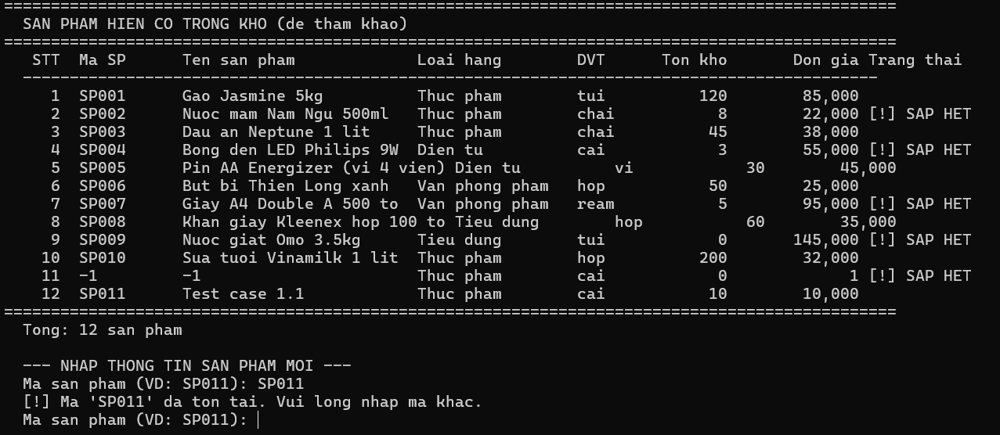 ===============================================================================================
SAN PHAM HIEN CO TRONG KHO (de tham khao)
===============================================================================================
   STT  Ma SP      Ten san pham             Loai hang        DVT      Ton kho       Don gia Trang thai
  -------------------------------------------------------------------------------------------
     1  SP001      Gao Jasmine 5kg          Thuc pham       tui            120        85,000
     2  SP002      Nuoc mam Nam Ngu 500ml   Thuc pham       chai             8        22,000 [!] SAP HET
     3  SP003      Dau an Neptune 1 lit     Thuc pham       chai            45        38,000
     4  SP004      Bong den LED Philips 9W  Dien tu         cai              3        55,000 [!] SAP HET
     5  SP005      Pin AA Energizer (vi 4 vien) Dien tu          vi            30        45,000
     6  SP006      But bi Thien Long xanh   Van phong pham  hop             50        25,000
     7  SP007      Giay A4 Double A 500 to  Van phong pham  ream             5        95,000 [!] SAP HET
     8  SP008      Khan giay Kleenex hop 100 to Tieu dung        hop            60        35,000
     9  SP009      Nuoc giat Omo 3.5kg      Tieu dung       tui              0       145,000 [!] SAP HET
    10  SP010      Sua tuoi Vinamilk 1 lit  Thuc pham       hop            200        32,000
    11  -1         -1                       Thuc pham       cai              0             1 [!] SAP HET
    12  SP011      Test case 1.1            Thuc pham       cai             10        10,000
===============================================================================================
  Tong: 12 san pham
  --- NHAP THONG TIN SAN PHAM MOI ---
  Ma san pham (VD: SP011): SP011
  [!] Ma 'SP011' da ton tai. Vui long nhap ma khac.
  Ma san pham (VD: SP011):